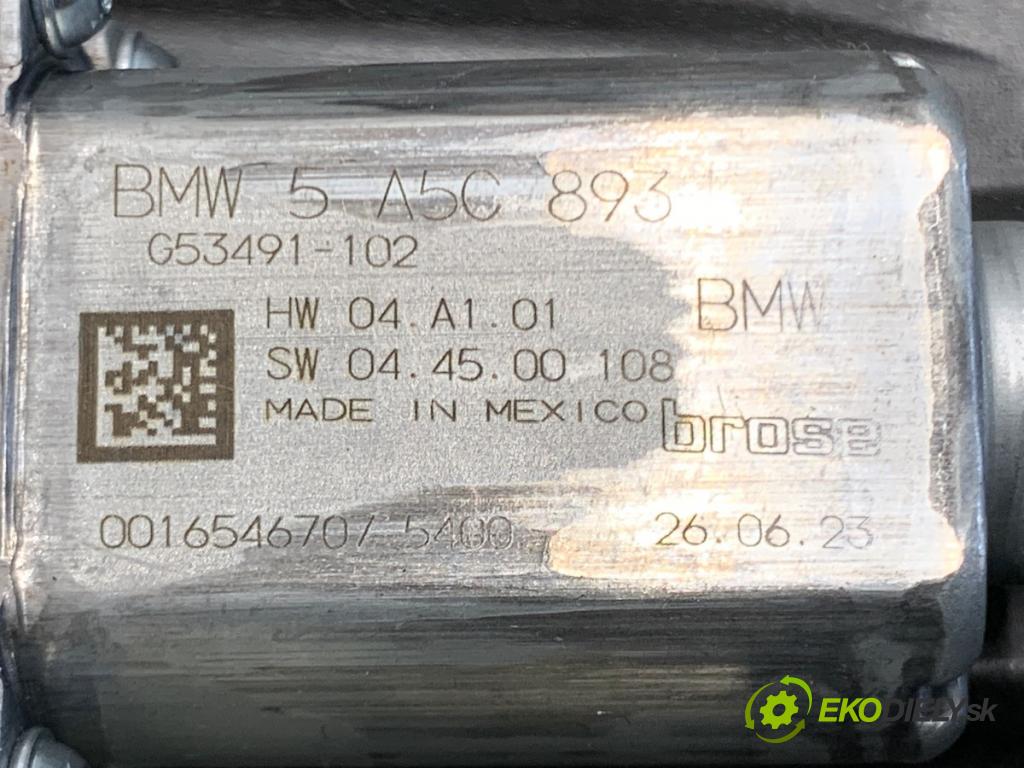 BMW 5 A5C 893
G53491-102
HW 04.A1.01 BMW
SW 04.45.00 108
MADE IN MEXICO brose
0016546707 5400 26.06.23
EKODIELY.sk